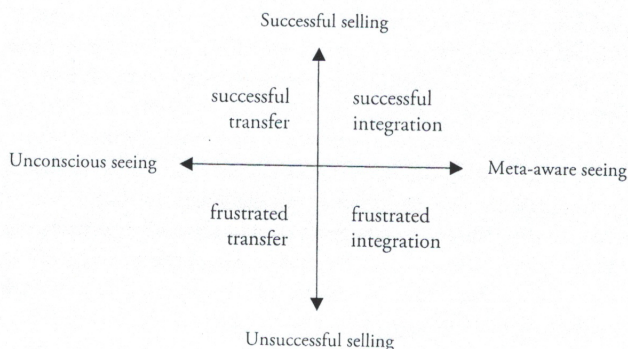 Successful selling
successful
transfer
successful
integration
Unconscious seeing
Meta-aware seeing
frustrated
transfer
frustrated
integration
Unsuccessful selling